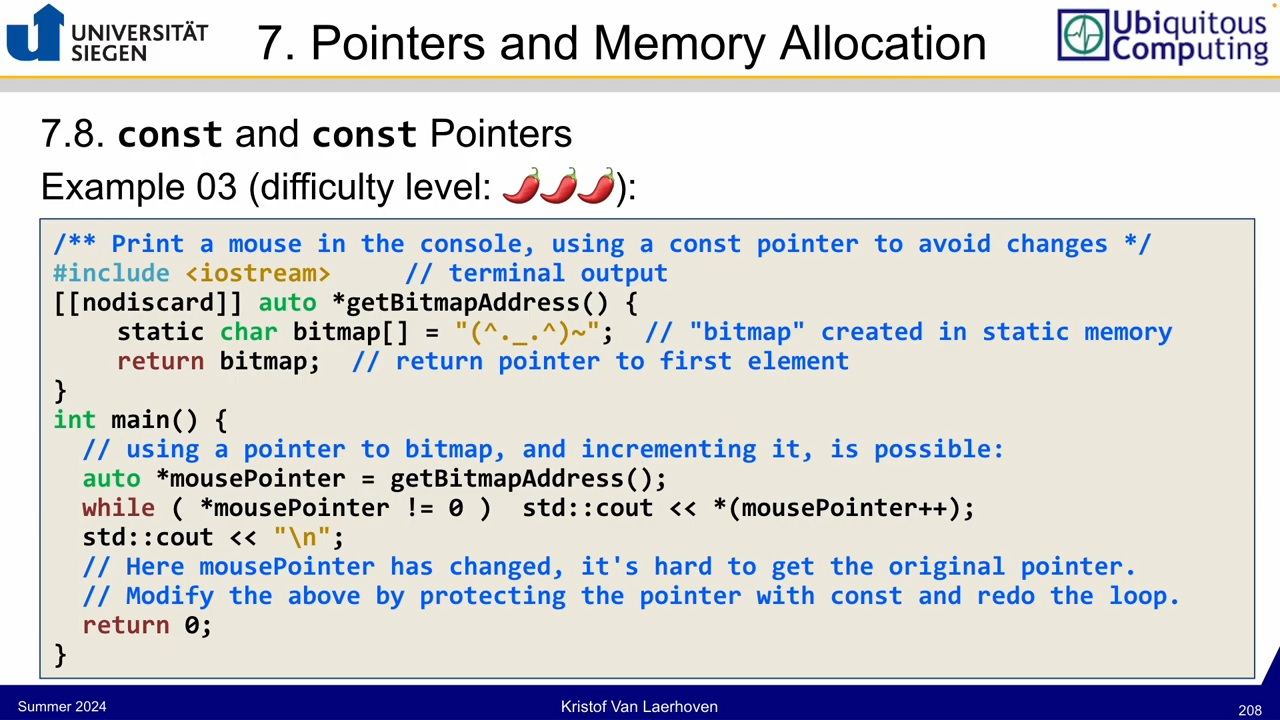 UNIVERSITÄT
SIEGEN
7. Pointers and Memory Allocation
Ubiquitous
Computing
7.8. const and const Pointers
Example 03 (difficulty level: 🌶️🌶️🌶️):
/** Print a mouse in the console, using a const pointer to avoid changes */
#include <iostream>     // terminal output
[[nodiscard]] auto *getBitmapAddress() {
    static char bitmap[] = "(^._.^)~";  // "bitmap" created in static memory
    return bitmap;  // return pointer to first element
}
int main() {
  // using a pointer to bitmap, and incrementing it, is possible:
  auto *mousePointer = getBitmapAddress();
  while ( *mousePointer != 0 )  std::cout << *(mousePointer++);
  std::cout << "\n";
  // Here mousePointer has changed, it's hard to get the original pointer.
  // Modify the above by protecting the pointer with const and redo the loop.
  return 0;
}
Summer 2024
Kristof Van Laerhoven
208